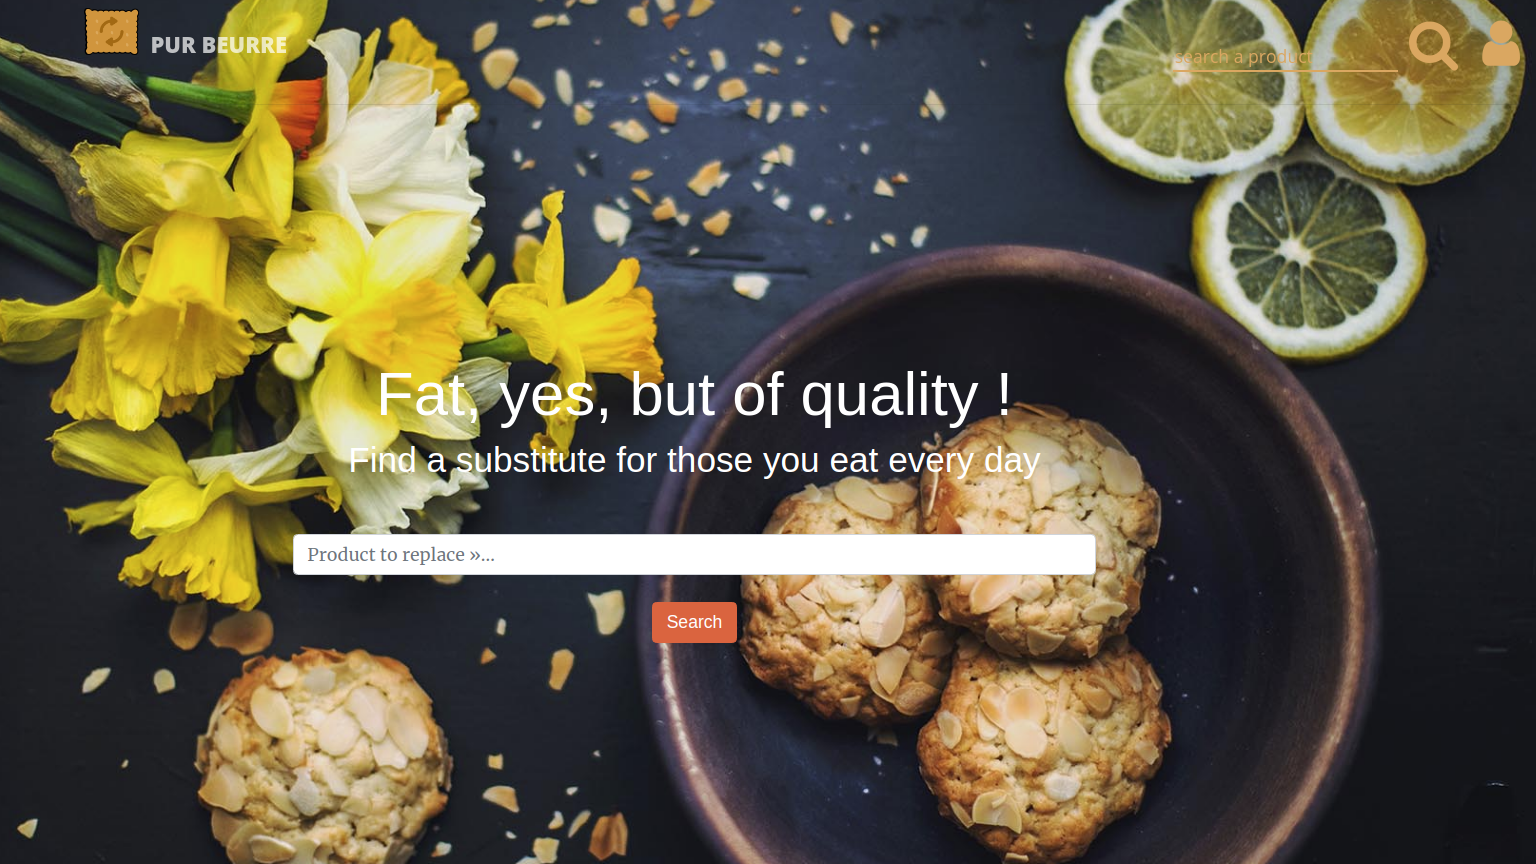 PUR BEURRE
search a product
Fat, yes, but of quality !
Find a substitute for those you eat every day
Product to replace »...
Search